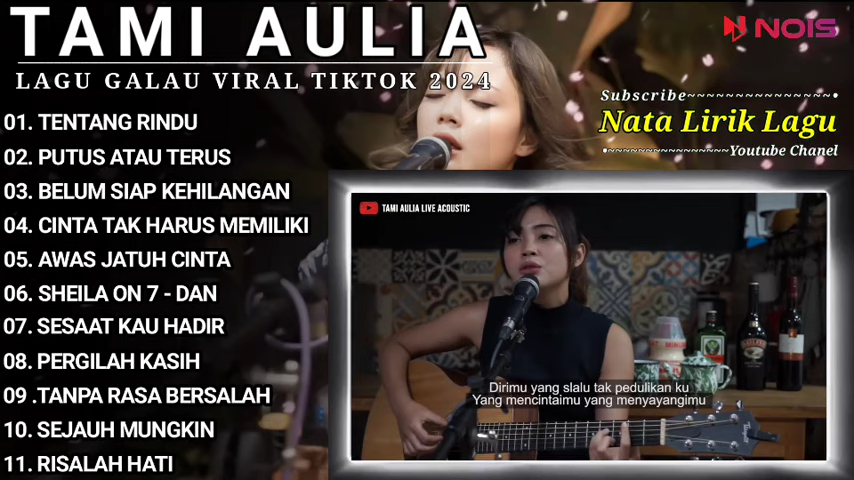 TAMI AULIA
LAGU GALAU VIRAL TIKTOK 2024
NOIS
Subscribe~~~~~~~~~~~~~~~•
Nata Lirik Lagu
•~~~~~~~~~~~~~~~Youtube Chanel
01. TENTANG RINDU
02. PUTUS ATAU TERUS
03. BELUM SIAP KEHILANGAN
04. CINTA TAK HARUS MEMILIKI
05. AWAS JATUH CINTA
06. SHEILA ON 7 - DAN
07. SESAAT KAU HADIR
08. PERGILAH KASIH
09 .TANPA RASA BERSALAH
10. SEJAUH MUNGKIN
11. RISALAH HATI
TAMI AULIA LIVE ACOUSTIC
Dirimu yang slalu tak pedulikan ku
Yang mencintaimu yang menyayangimu